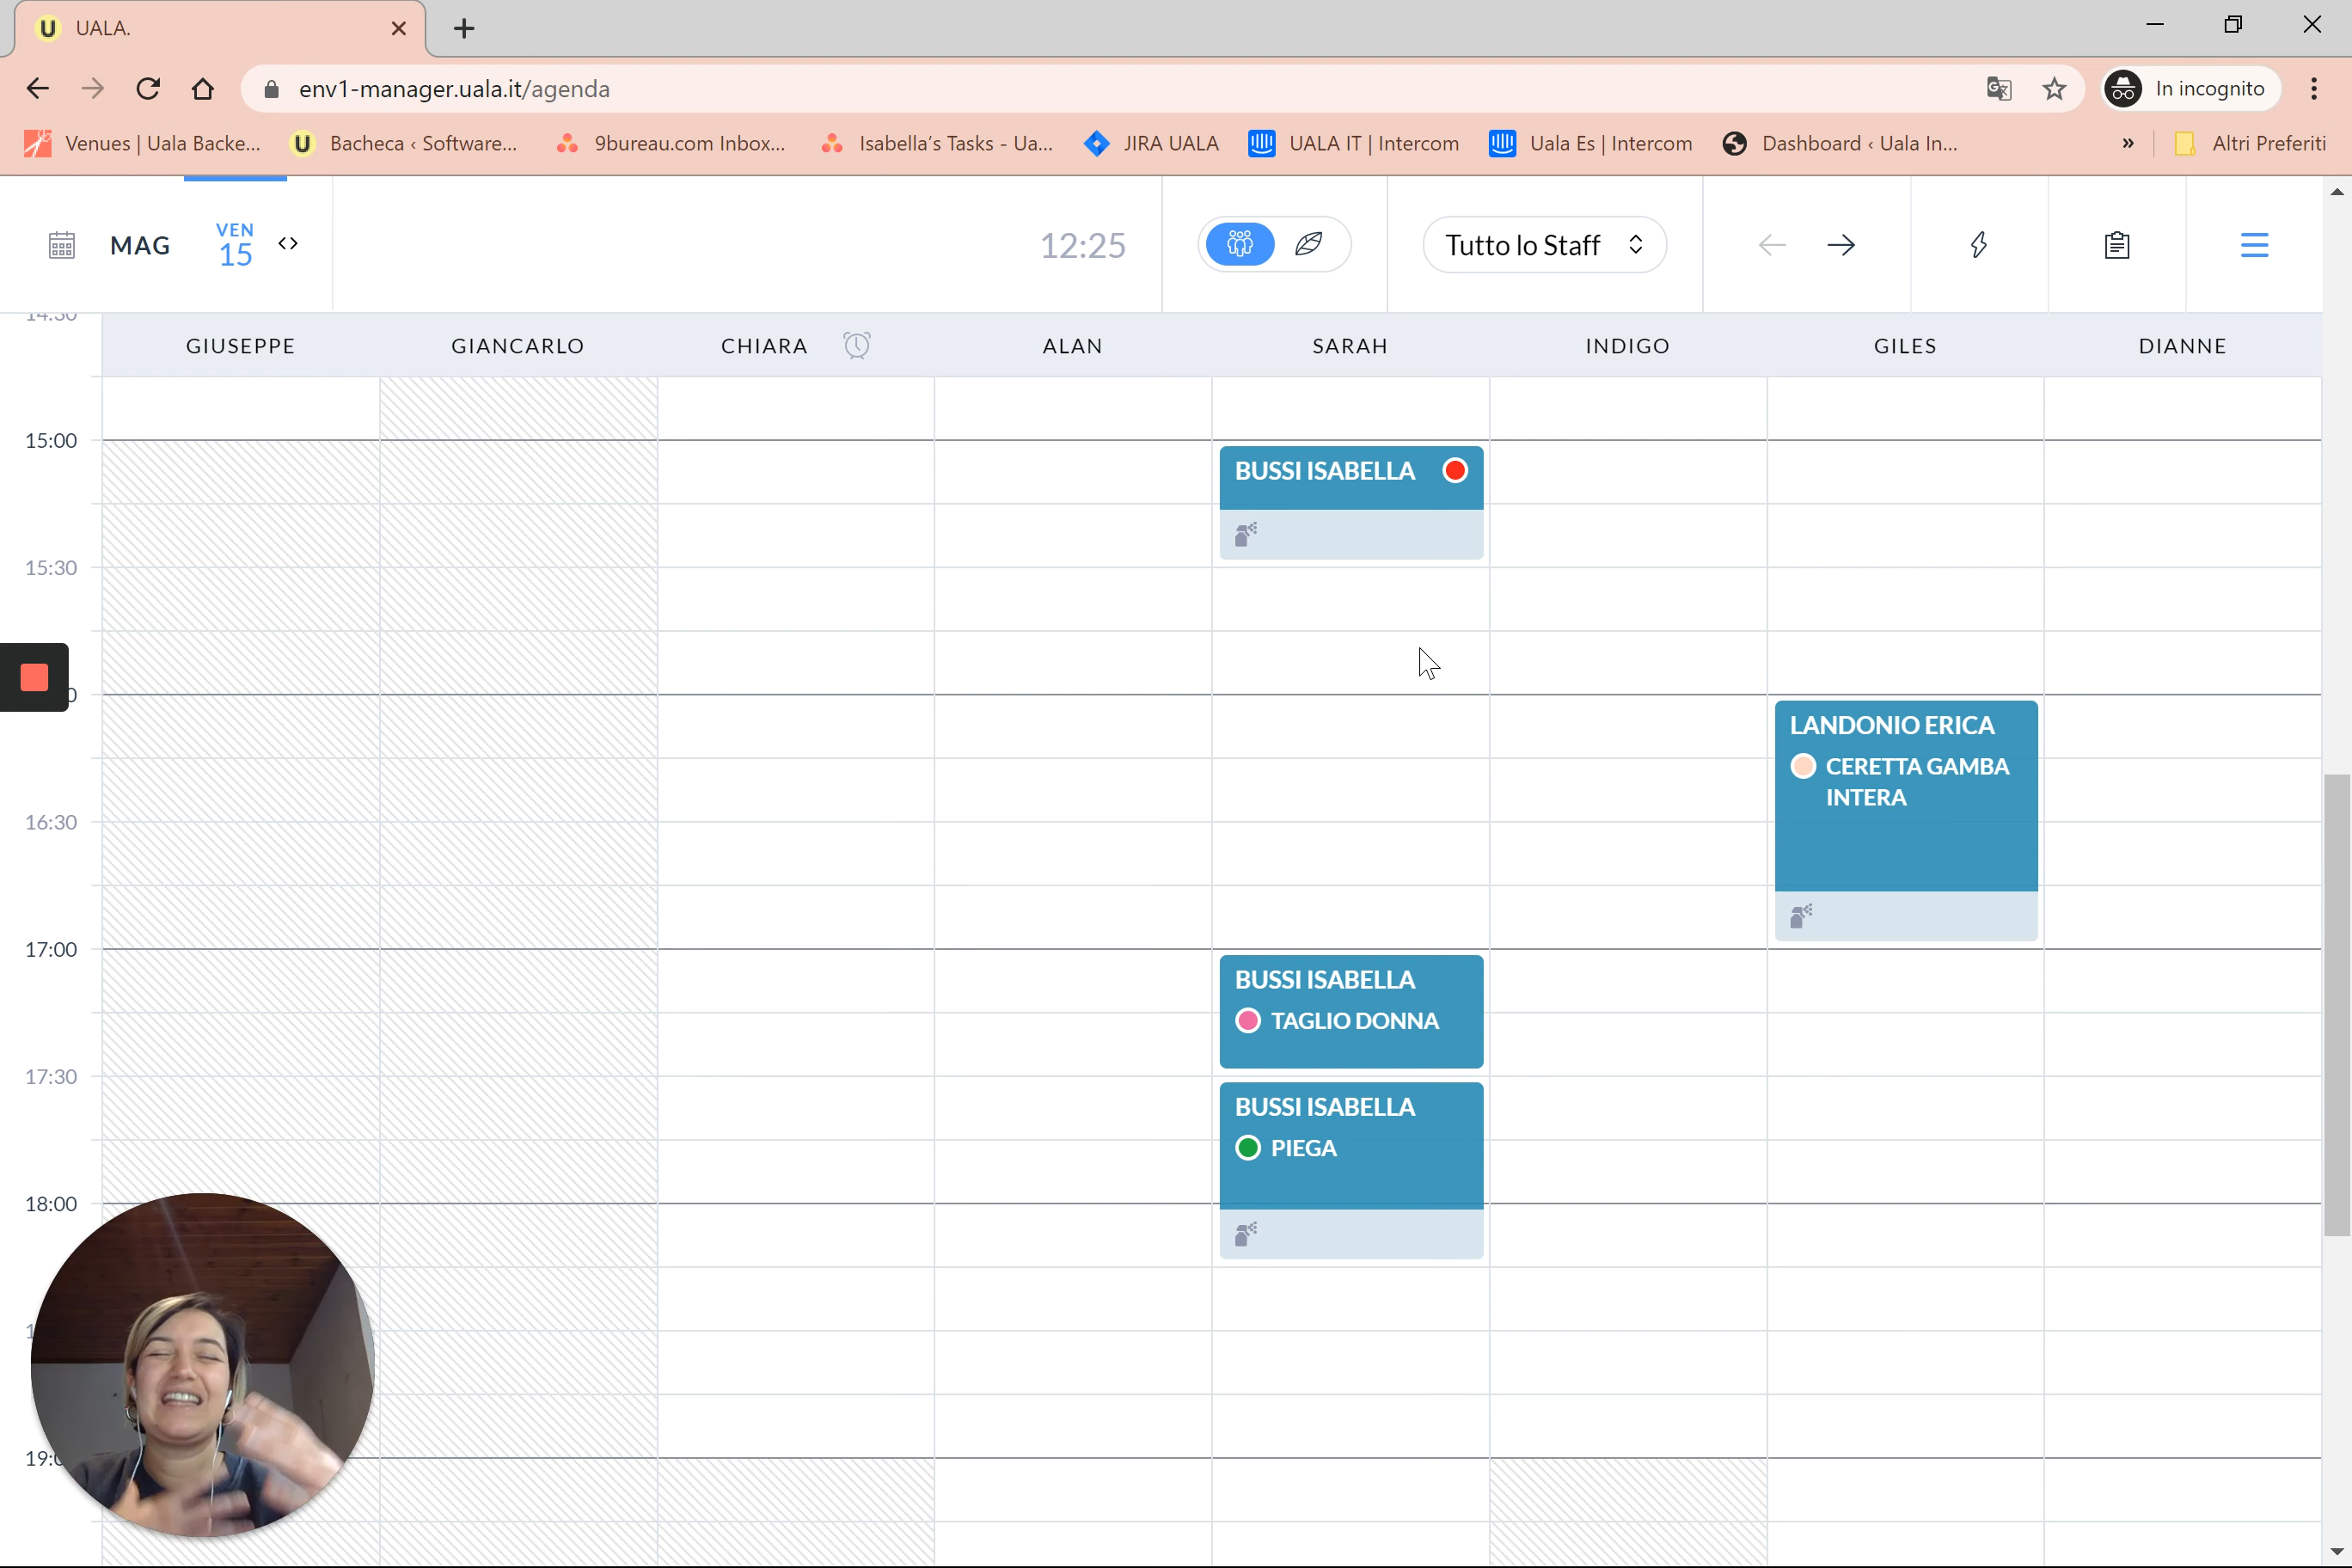 UALA.
env1-manager.uala.it/agenda
In incognito
Venues | Uala Backe...
Bacheca ‹ Software...
9bureau.com Inbox...
Isabella's Tasks - Ua...
JIRA UALA
UALA IT | Intercom
Uala Es | Intercom
Dashboard ‹ Uala In...
»
Altri Preferiti
MAG
VEN
15
12:25
Tutto lo Staff
14:30
GIUSEPPE
GIANCARLO
CHIARA
ALAN
SARAH
INDIGO
GILES
DIANNE
15:00
BUSSI ISABELLA
15:30
LANDONIO ERICA
CERETTA GAMBA
INTERA
16:30
17:00
BUSSI ISABELLA
TAGLIO DONNA
17:30
BUSSI ISABELLA
PIEGA
18:00